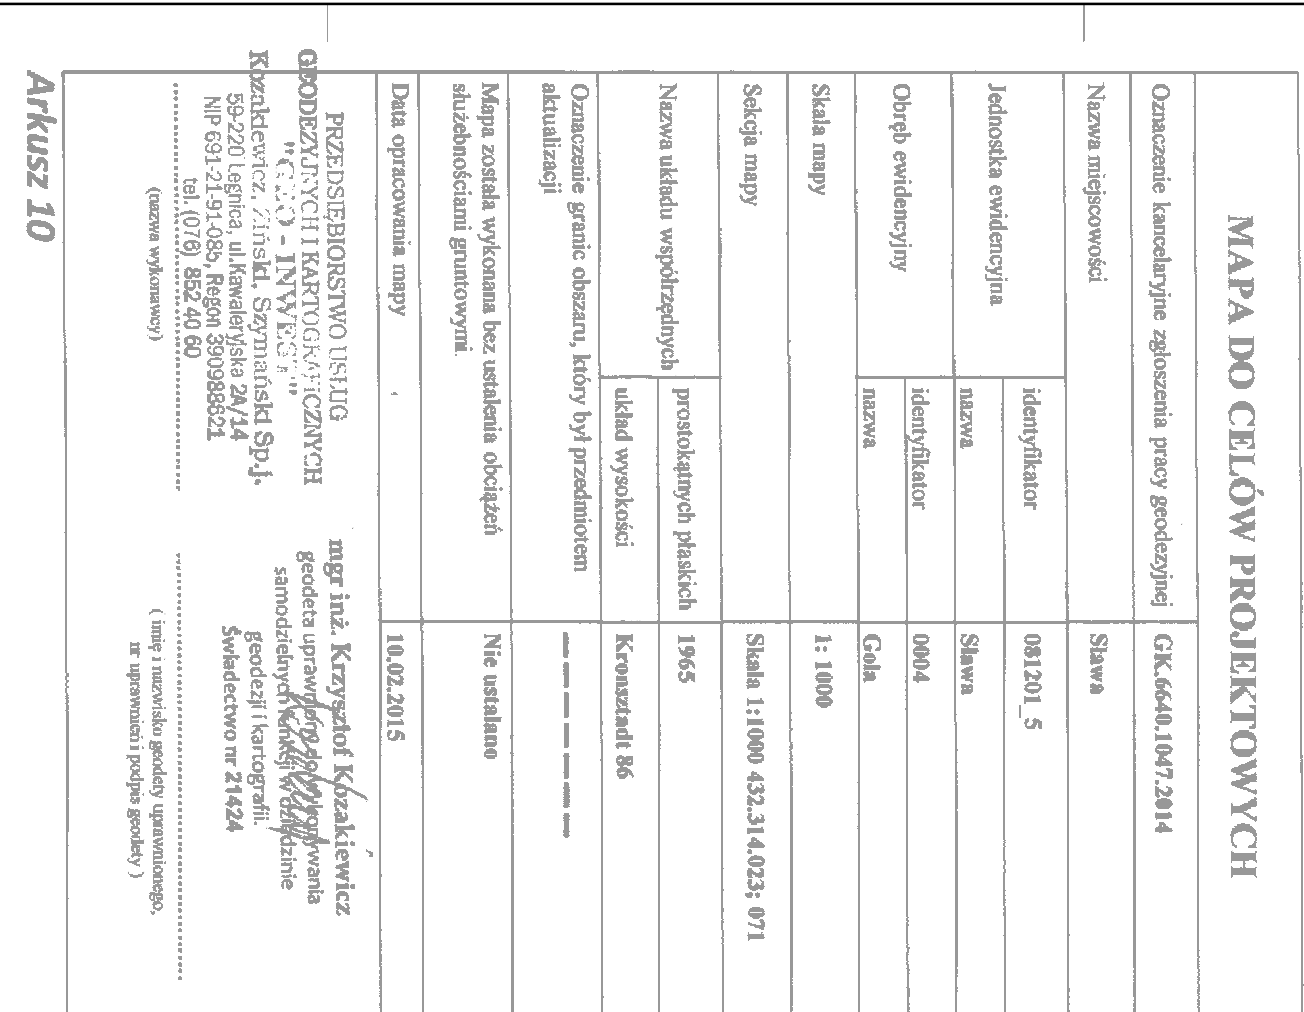 MAPA DO CELÓW PROJEKTOWYCH
Oznaczenie kancelaryjne zgłoszenia pracy geodezyjnej GK.6640.1047.2014
Nazwa miejscowości Sława
Jednostka ewidencyjna identyfikator 081201_5
nazwa Sława
Obręb ewidencyjny identyfikator 0004
nazwa Gola
Skala mapy 1: 1000
Sekcja mapy Skala 1:1000 432.314.023; 071
Nazwa układu współrzędnych prostokątnych płaskich 1965
układ wysokości Kronsztadt 86
Oznaczenie granic obszaru, który był przedmiotem
aktualizacji
Mapa została wykonana bez ustalenia obciążeń Nie ustalano
służebnościami gruntowymi
Data opracowania mapy 10.02.2015
PRZEDSIĘBIORSTWO USŁUG
GEODEZYJNYCH I KARTOGRAFICZNYCH
"GEO - INWEST"
Kozakiewicz, Szymański Sp.j.
59-220 Legnica, ul.Kawaleryjska 2A/14
NIP 691-21-91-085, Regon 390988621
tel. (076) 852 40 60
(nazwa wykonawcy)
mgr inż. Krzysztof Kozakiewicz
geodeta uprawniony do wykonywania
samodzielnych funkcji w dziedzinie
geodezji i kartografii.
Świadectwo nr 21424
( imię i nazwisko geodety uprawnionego,
nr uprawnień i podpis geodety )
Arkusz 10